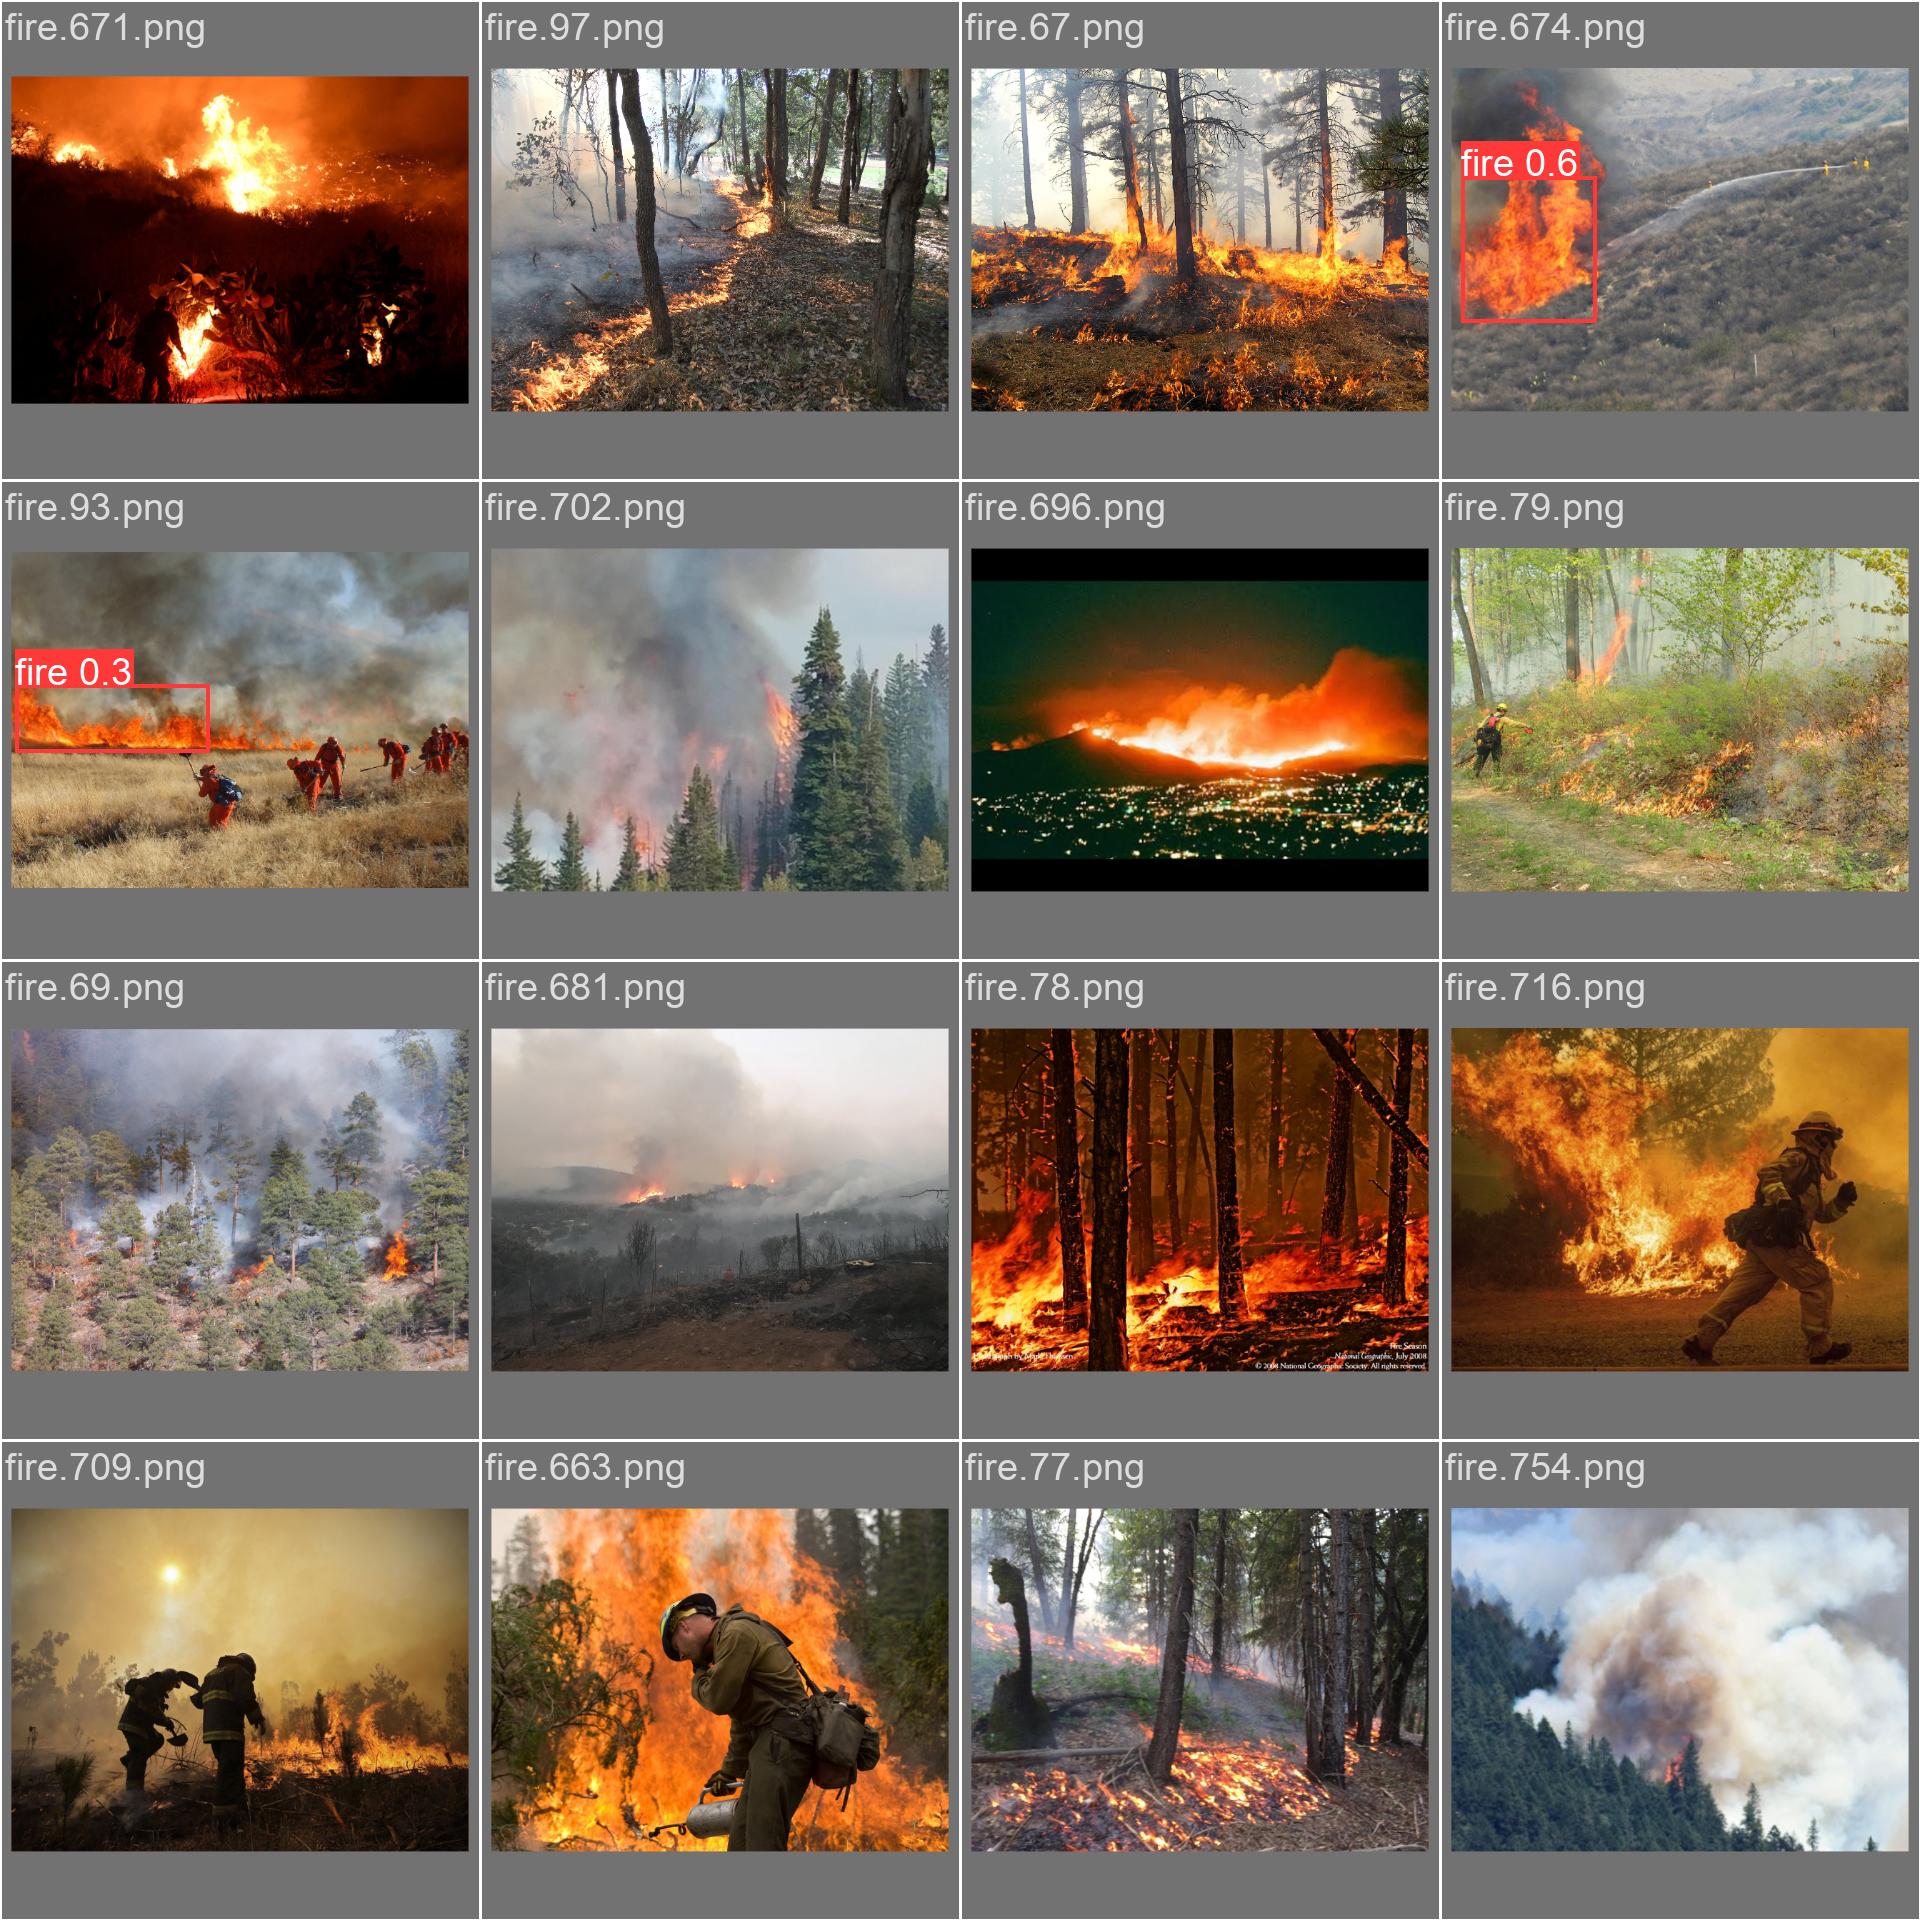 fire.671.png
fire.97.png
fire.67.png
fire.674.png
fire 0.6
fire.93.png
fire.702.png
fire.696.png
fire.79.png
fire 0.3
fire.69.png
fire.681.png
fire.78.png
fire.716.png
Fire Season
National Geographic, July 2008
© 2008 National Geographic Society. All rights reserved.
fire.709.png
fire.663.png
fire.77.png
fire.754.png